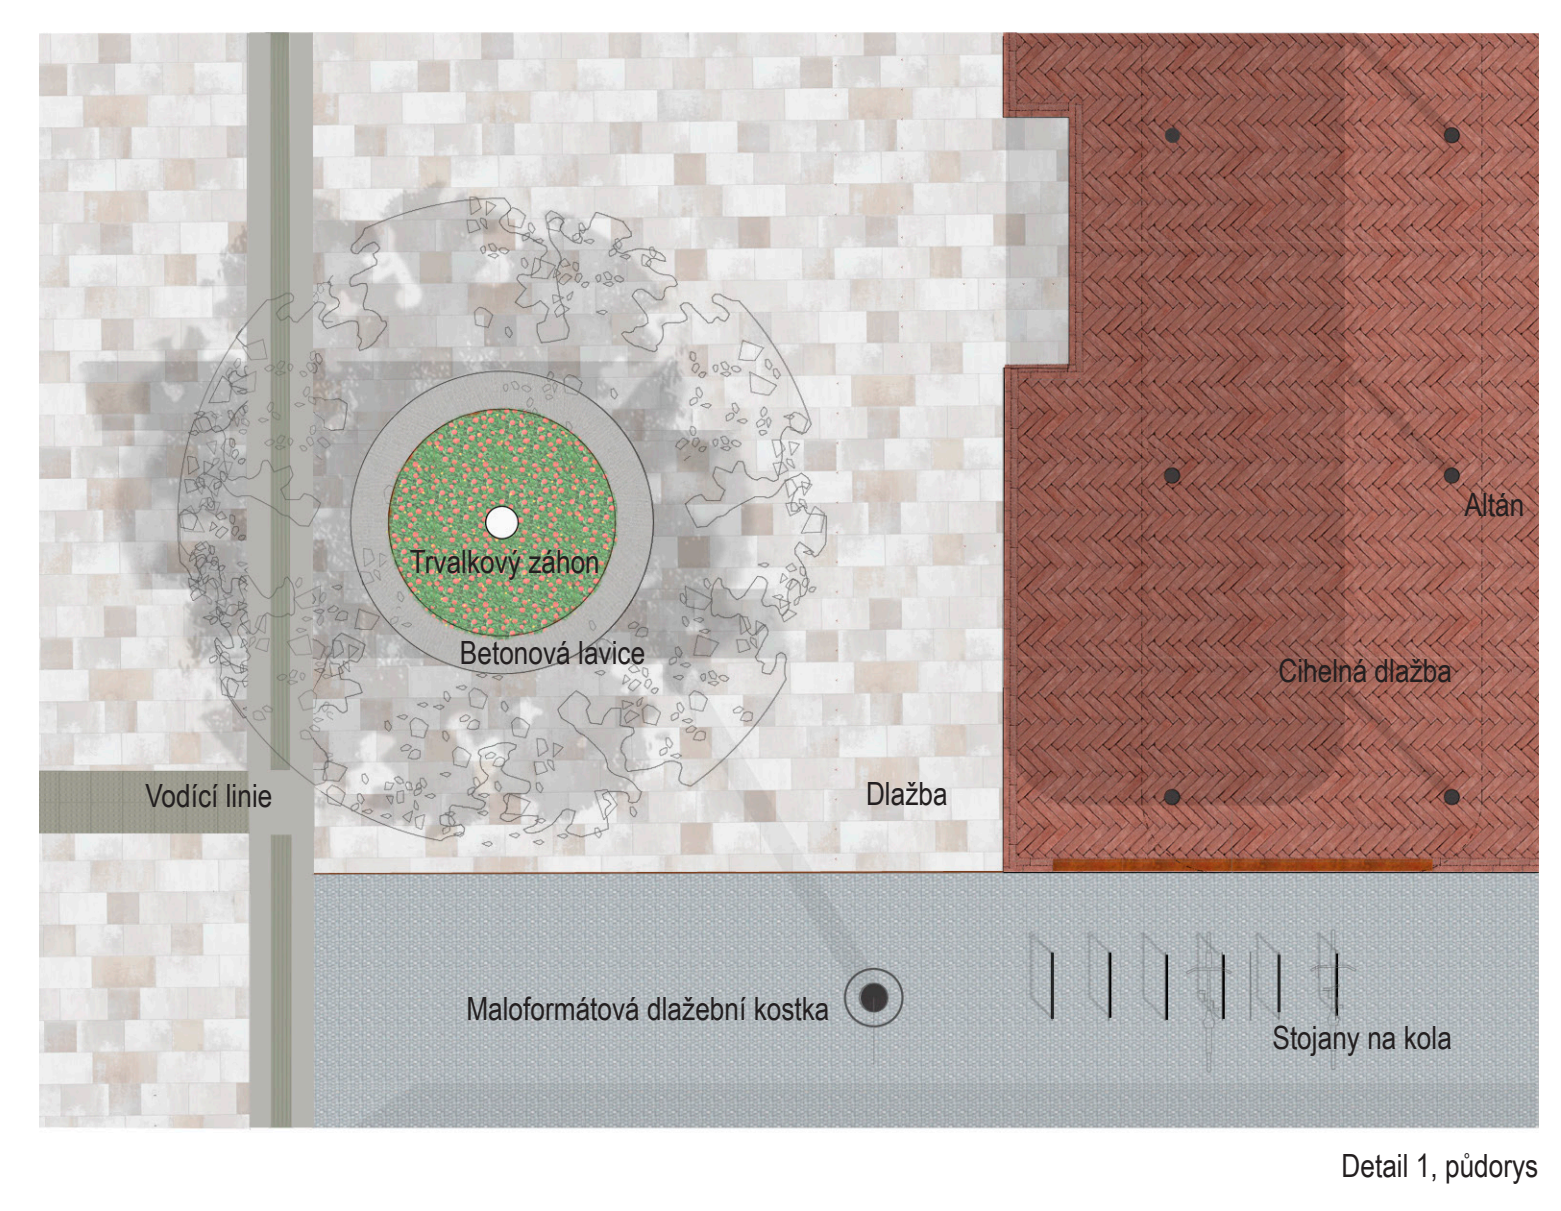 Altán
Trvalkový záhon
Betonová lavice
Cihelná dlažba
Vodící linie
Dlažba
Maloformátová dlažební kostka
Stojany na kola
Detail 1, půdorys